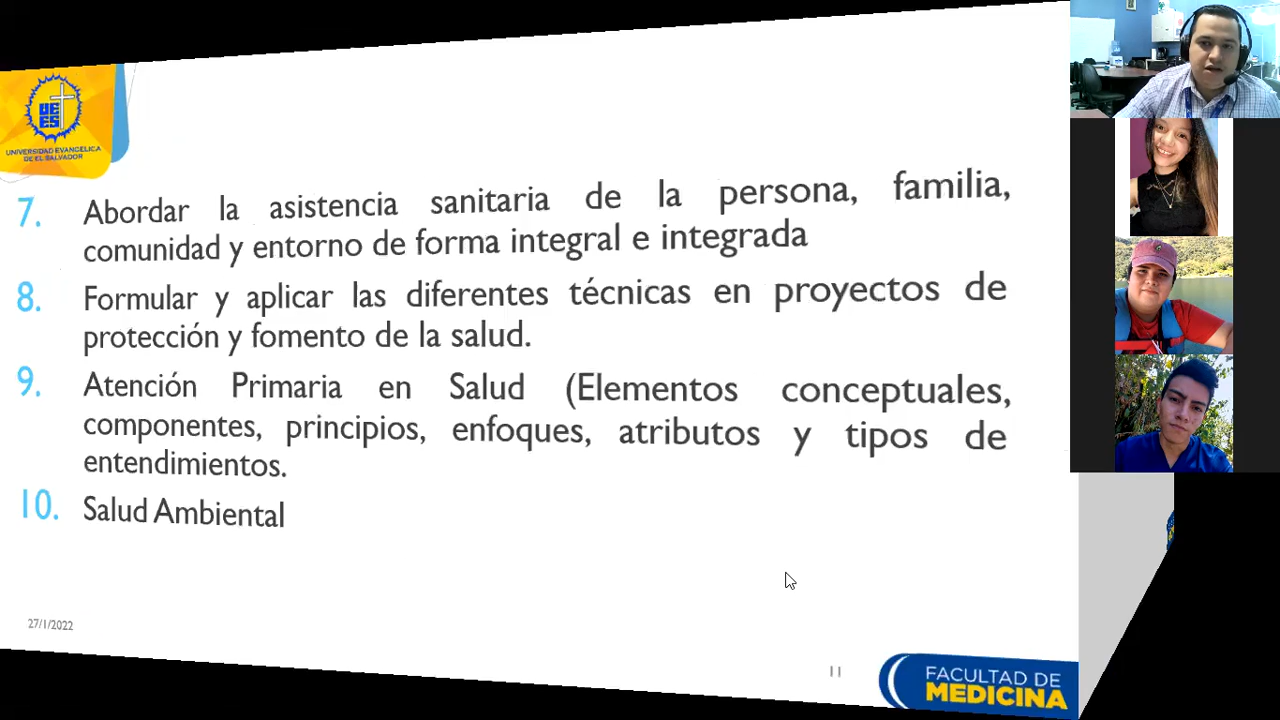 UE
ES
UNIVERSIDAD EVANGÉLICA
DE EL SALVADOR
7. Abordar la asistencia sanitaria de la persona, familia,
comunidad y entorno de forma integral e integrada
8. Formular y aplicar las diferentes técnicas en proyectos de
protección y fomento de la salud.
9. Atención Primaria en Salud (Elementos conceptuales,
componentes, principios, enfoques, atributos y tipos de
entendimientos.
10. Salud Ambiental
27/1/2022
11
FACULTAD DE
MEDICINA